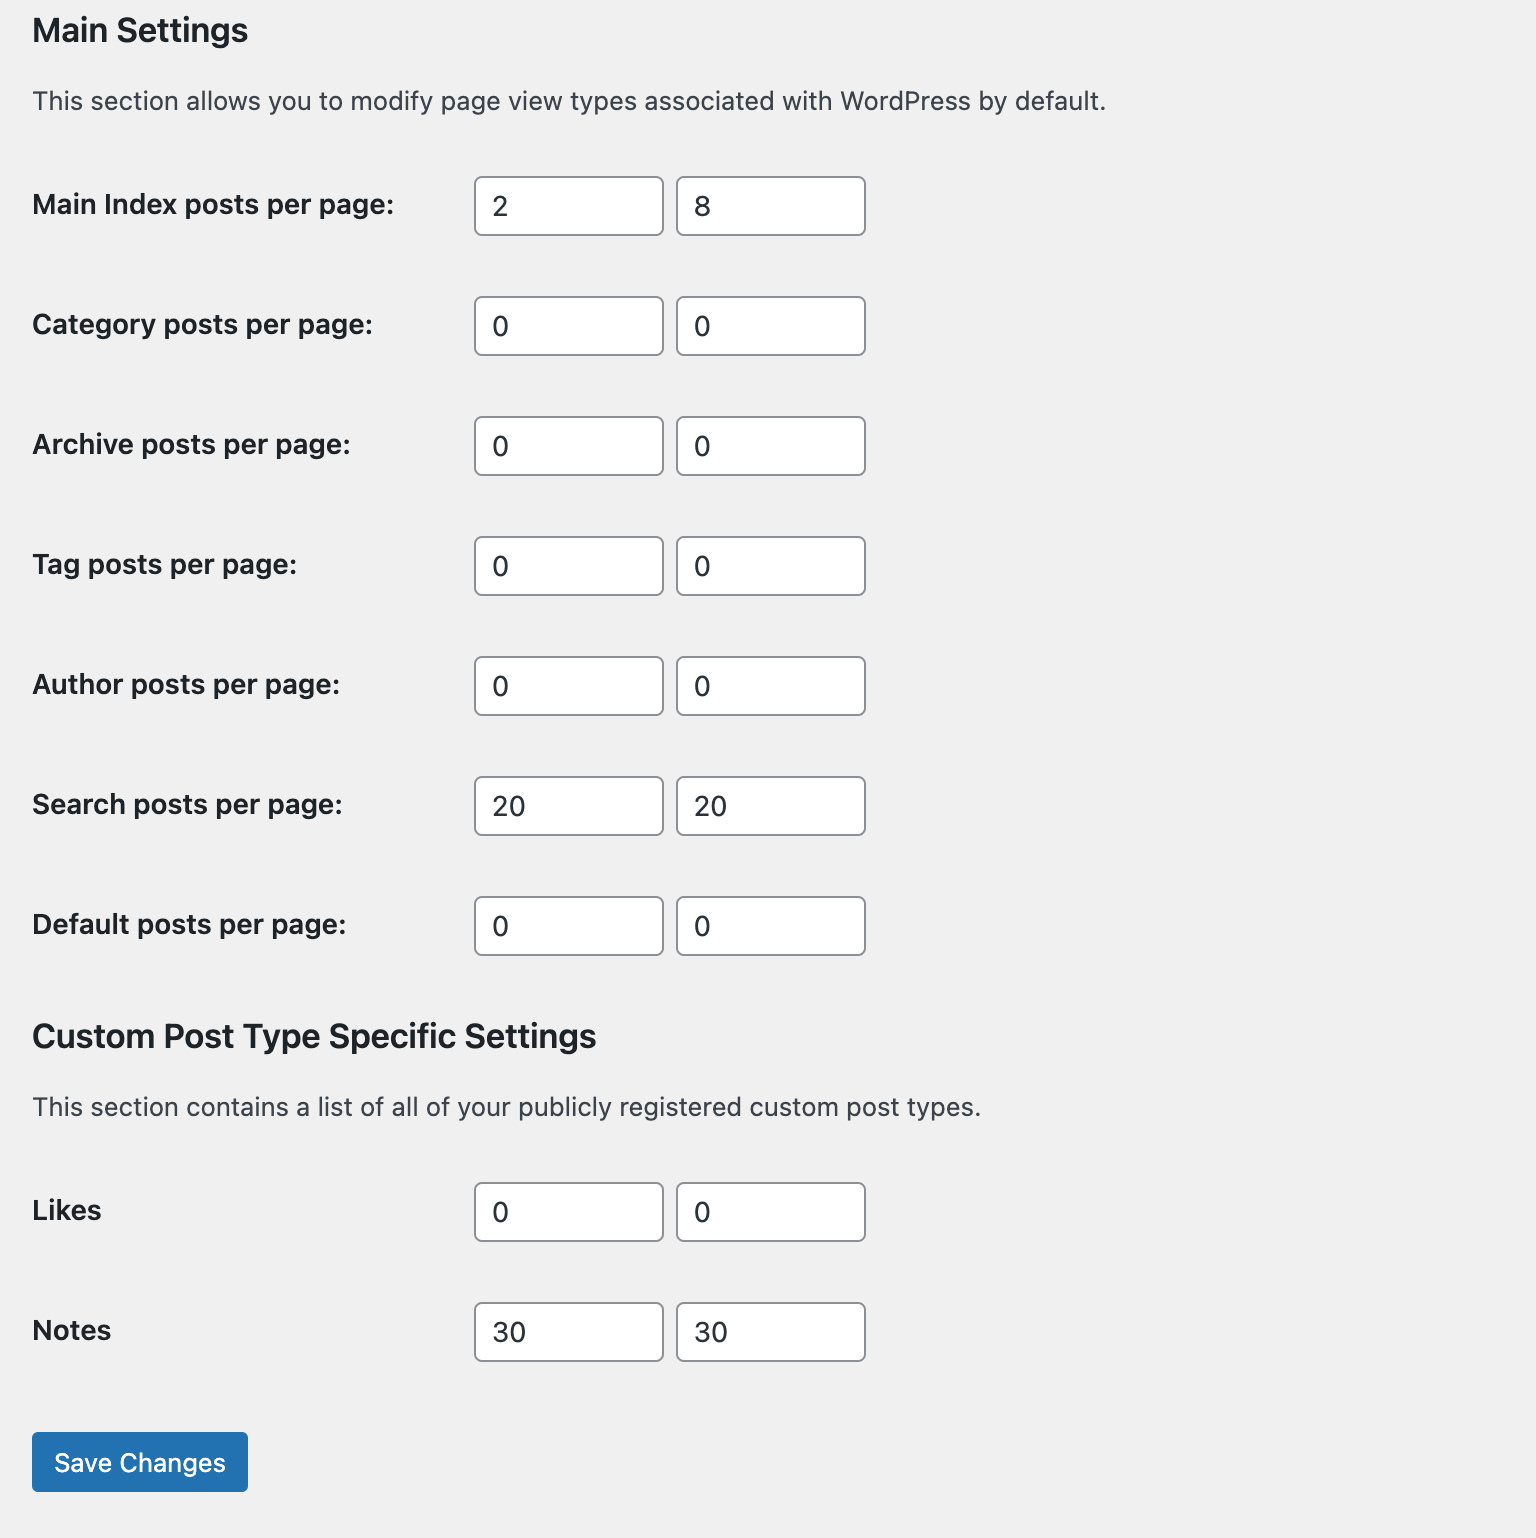 Main Settings
This section allows you to modify page view types associated with WordPress by default.
Main Index posts per page: 2 8
Category posts per page: 0 0
Archive posts per page: 0 0
Tag posts per page: 0 0
Author posts per page: 0 0
Search posts per page: 20 20
Default posts per page: 0 0
Custom Post Type Specific Settings
This section contains a list of all of your publicly registered custom post types.
Likes 0 0
Notes 30 30
Save Changes